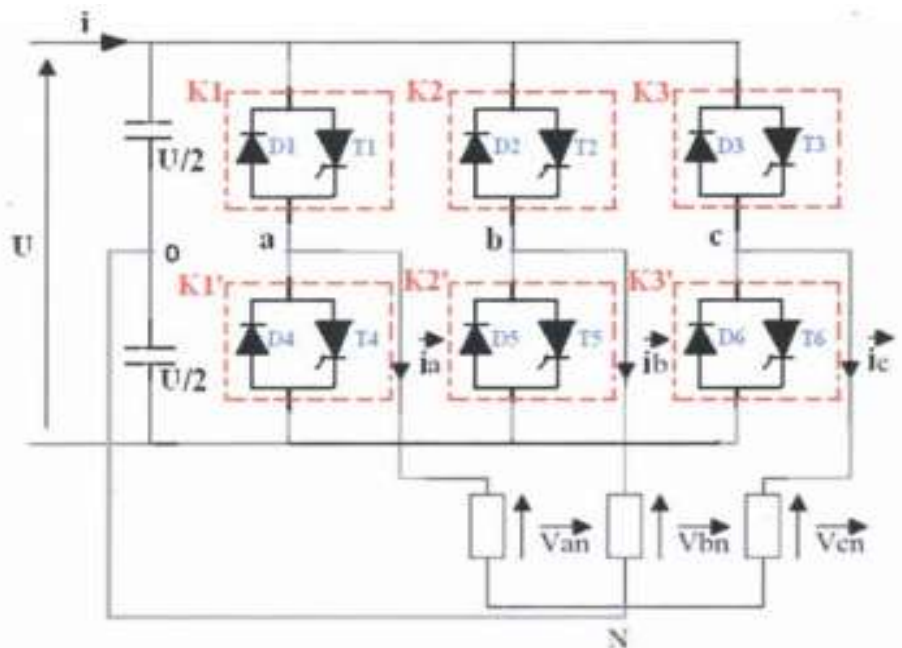 i
K1 K2 K3
D1 T1 D2 T2 D3 T3
U/2
a b c
U o
K1' K2' K3'
D4 T4 D5 T5 D6 T6
ia ib ic
U/2
Van Vbn Vcn
N